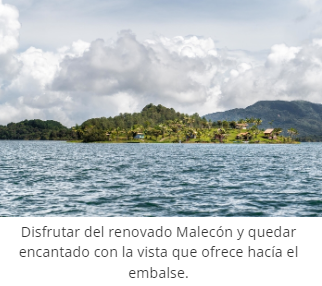 Disfrutar del renovado Malecón y quedar
encantado con la vista que ofrece hacía el
embalse.